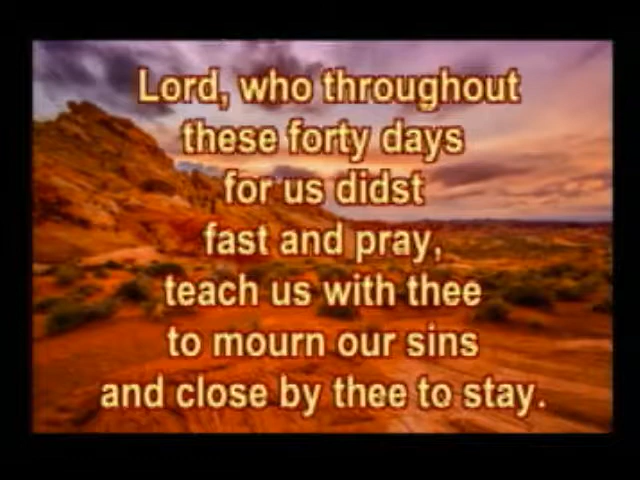 Lord, who throughout
these forty days
for us didst
fast and pray,
teach us with thee
to mourn our sins
and close by thee to stay.